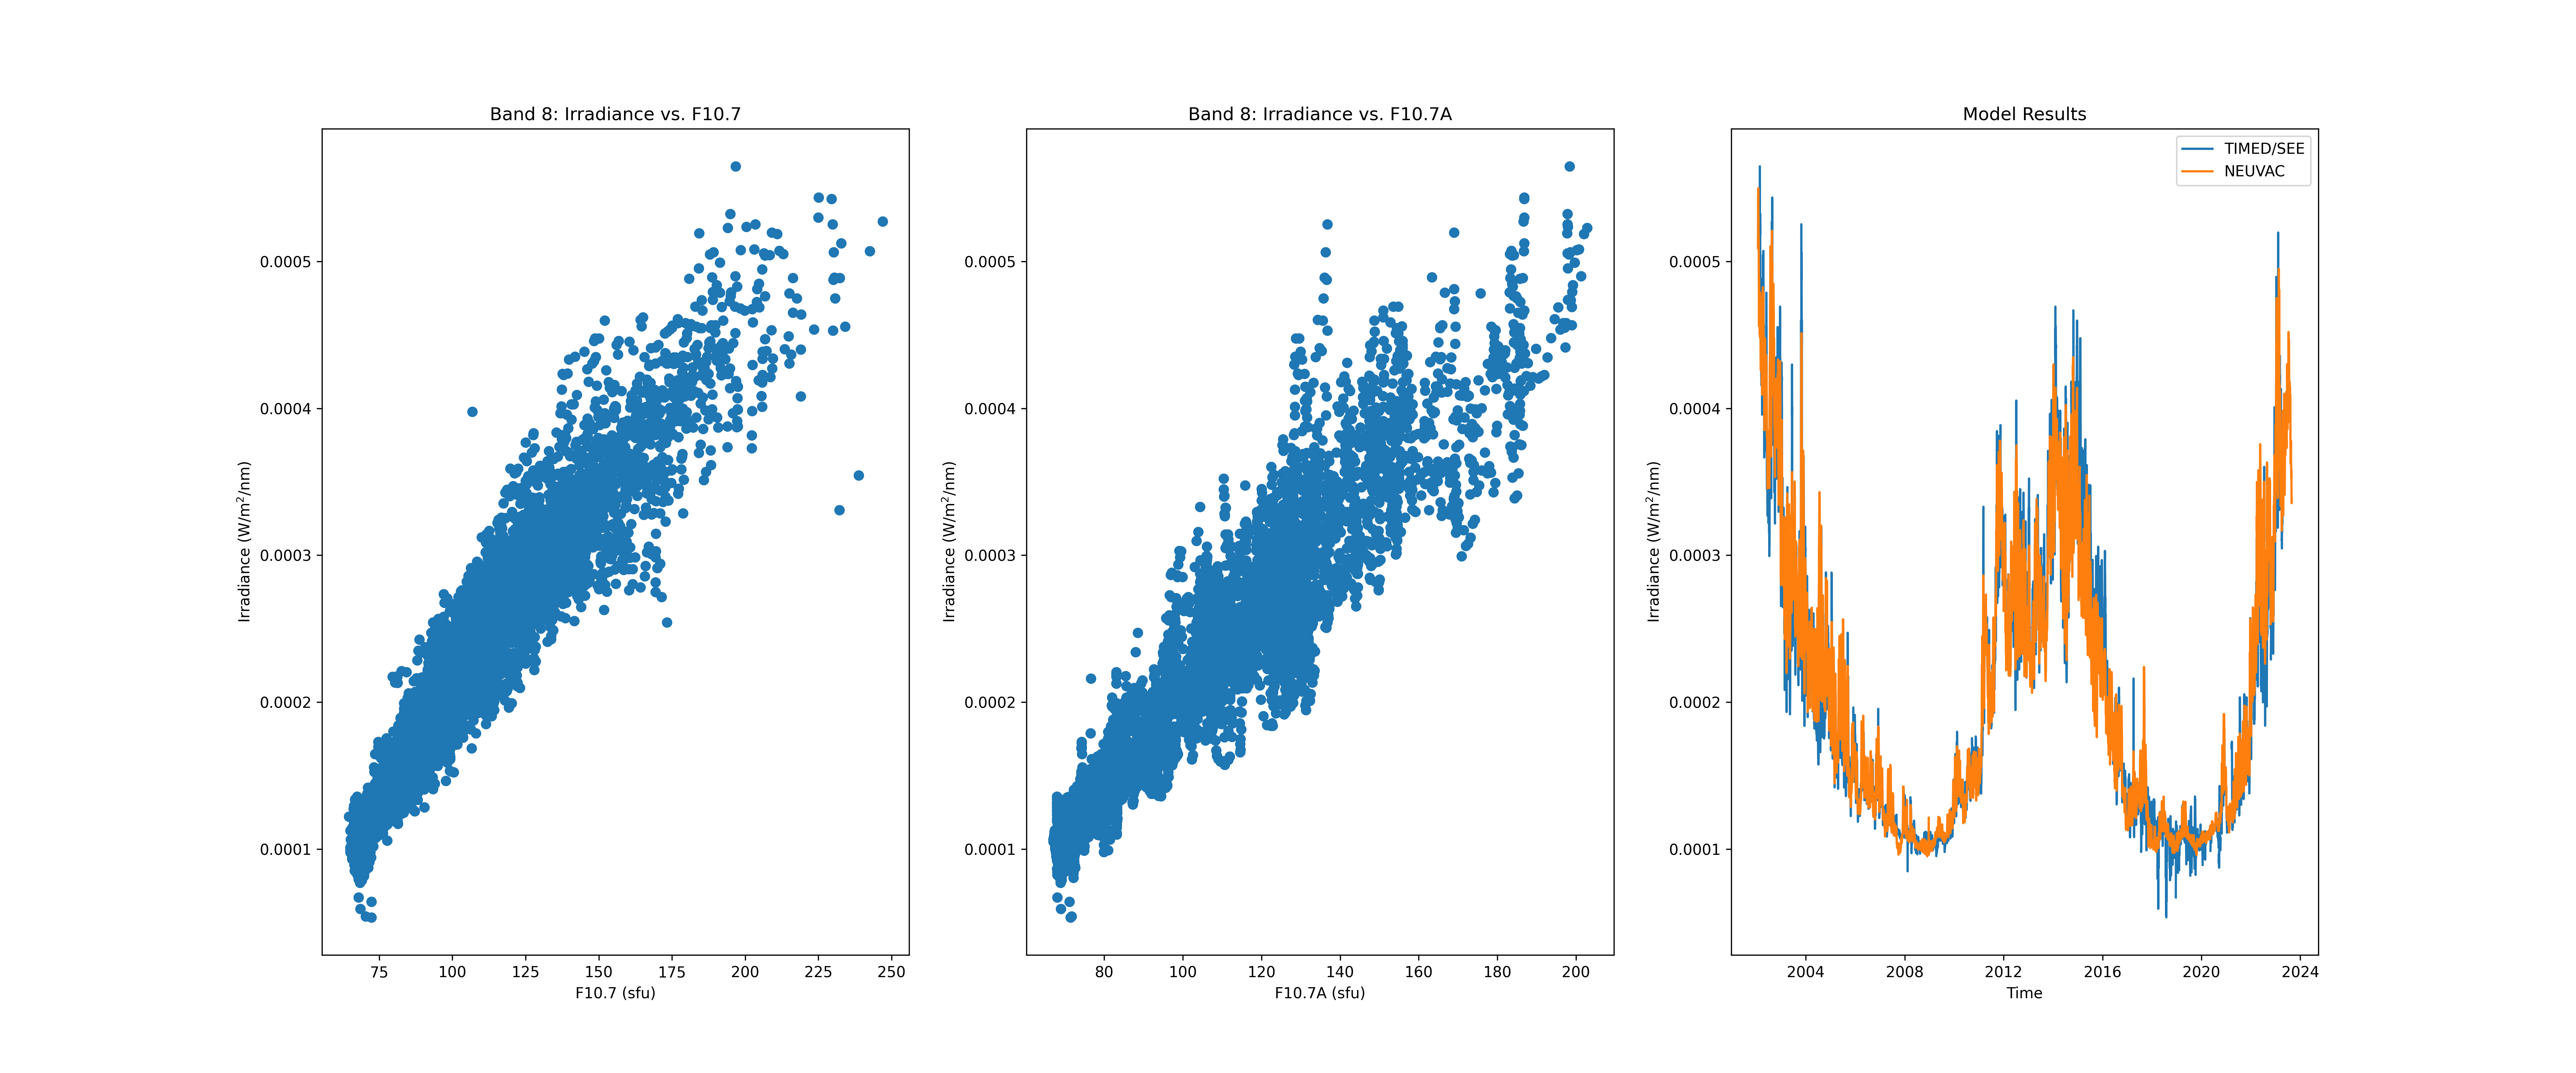 Band 8: Irradiance vs. F10.7
Irradiance (W/m²/nm)
0.0005
0.0004
0.0003
0.0002
0.0001
75 100 125 150 175 200 225 250
F10.7 (sfu)
Band 8: Irradiance vs. F10.7A
Irradiance (W/m²/nm)
0.0005
0.0004
0.0003
0.0002
0.0001
80 100 120 140 160 180 200
F10.7A (sfu)
Model Results
TIMED/SEE
NEUVAC
Irradiance (W/m²/nm)
0.0005
0.0004
0.0003
0.0002
0.0001
2004 2008 2012 2016 2020 2024
Time